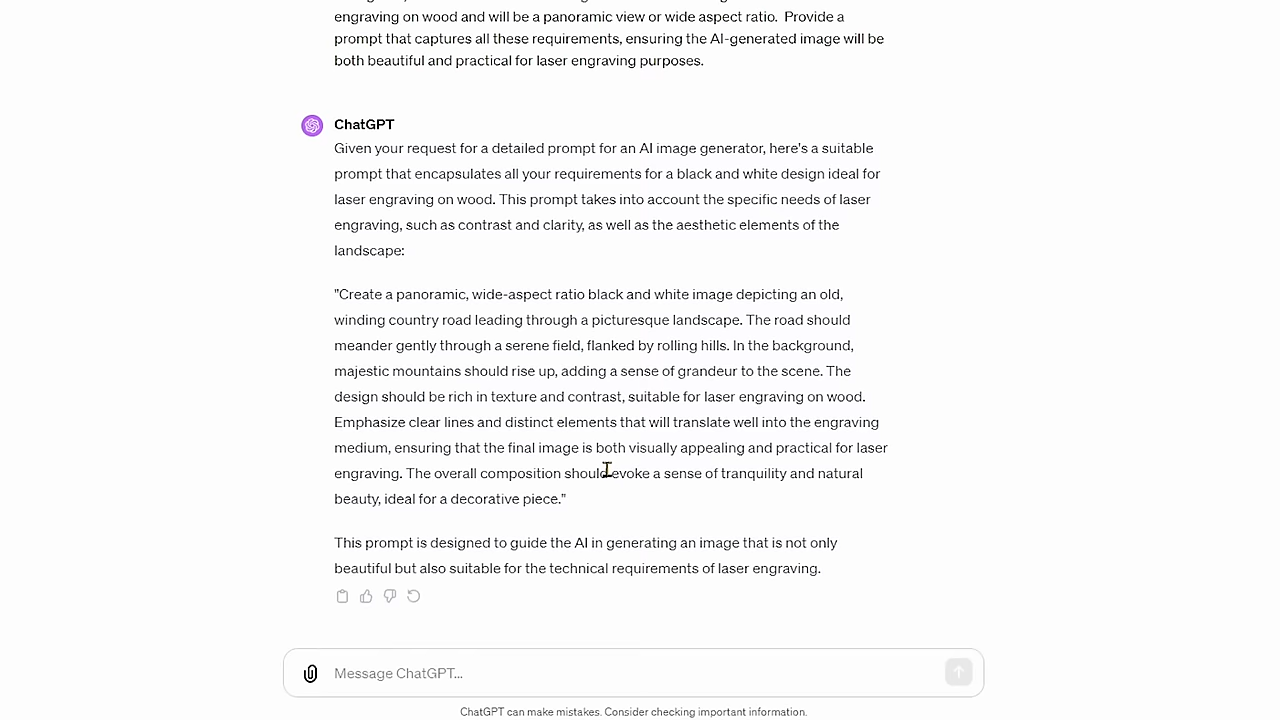 engraving on wood and will be a panoramic view or wide aspect ratio.  Provide a
prompt that captures all these requirements, ensuring the AI-generated image will be
both beautiful and practical for laser engraving purposes.
ChatGPT
Given your request for a detailed prompt for an AI image generator, here's a suitable
prompt that encapsulates all your requirements for a black and white design ideal for
laser engraving on wood. This prompt takes into account the specific needs of laser
engraving, such as contrast and clarity, as well as the aesthetic elements of the
landscape:
"Create a panoramic, wide-aspect ratio black and white image depicting an old,
winding country road leading through a picturesque landscape. The road should
meander gently through a serene field, flanked by rolling hills. In the background,
majestic mountains should rise up, adding a sense of grandeur to the scene. The
design should be rich in texture and contrast, suitable for laser engraving on wood.
Emphasize clear lines and distinct elements that will translate well into the engraving
medium, ensuring that the final image is both visually appealing and practical for laser
engraving. The overall composition should evoke a sense of tranquility and natural
beauty, ideal for a decorative piece."
This prompt is designed to guide the AI in generating an image that is not only
beautiful but also suitable for the technical requirements of laser engraving.
Message ChatGPT...
ChatGPT can make mistakes. Consider checking important information.